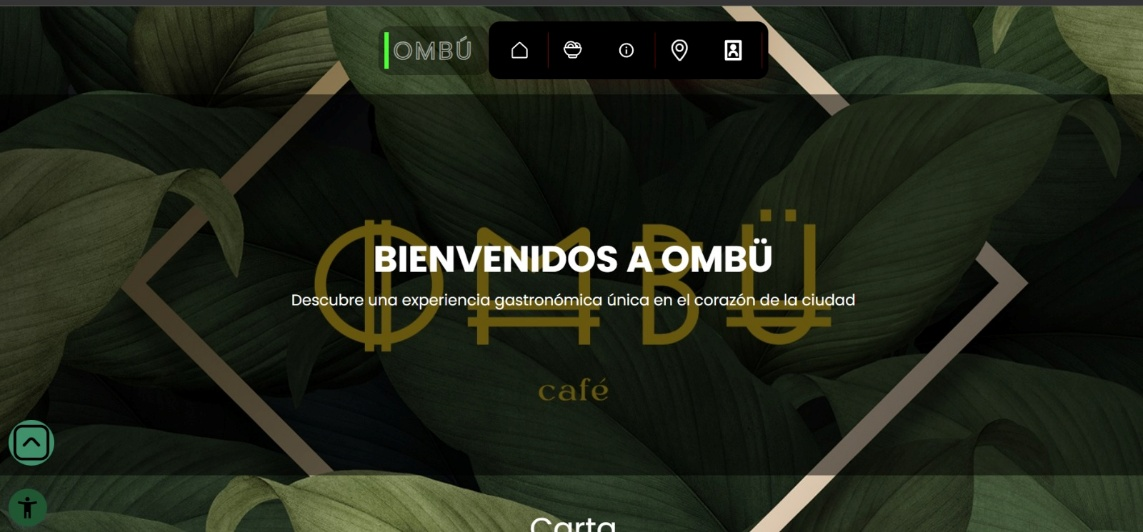 OMBÚ
OMBÜ
BIENVENIDOS A OMBÜ
Descubre una experiencia gastronómica única en el corazón de la ciudad
café
Carta